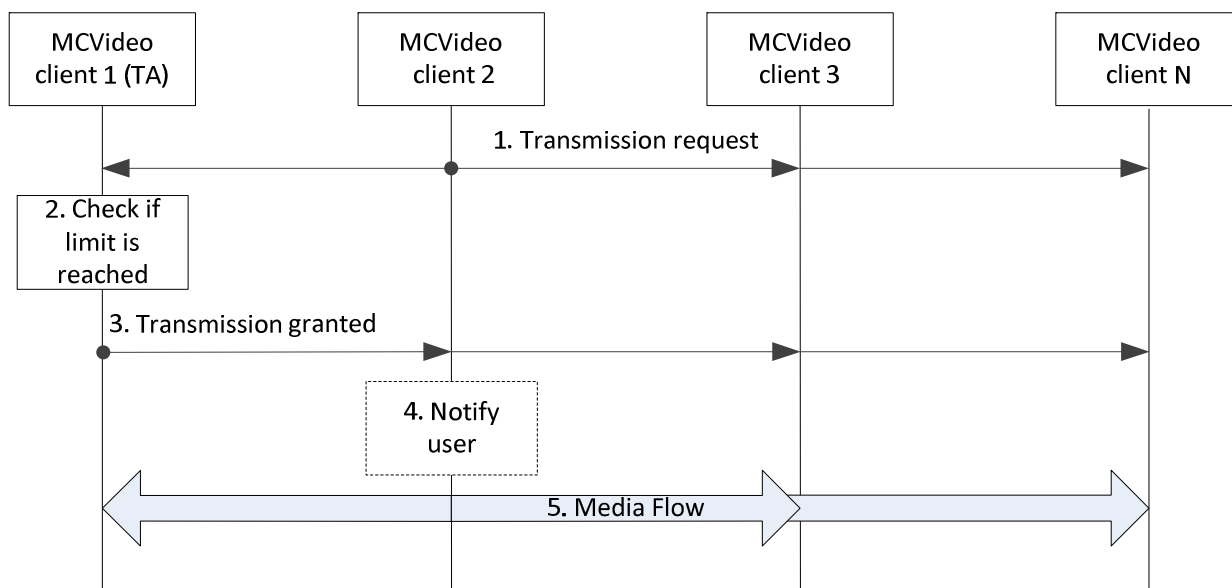 MCVideo
client 1 (TA)
MCVideo
client 2
MCVideo
client 3
MCVideo
client N
1. Transmission request
2. Check if
limit is
reached
3. Transmission granted
4. Notify
user
5. Media Flow